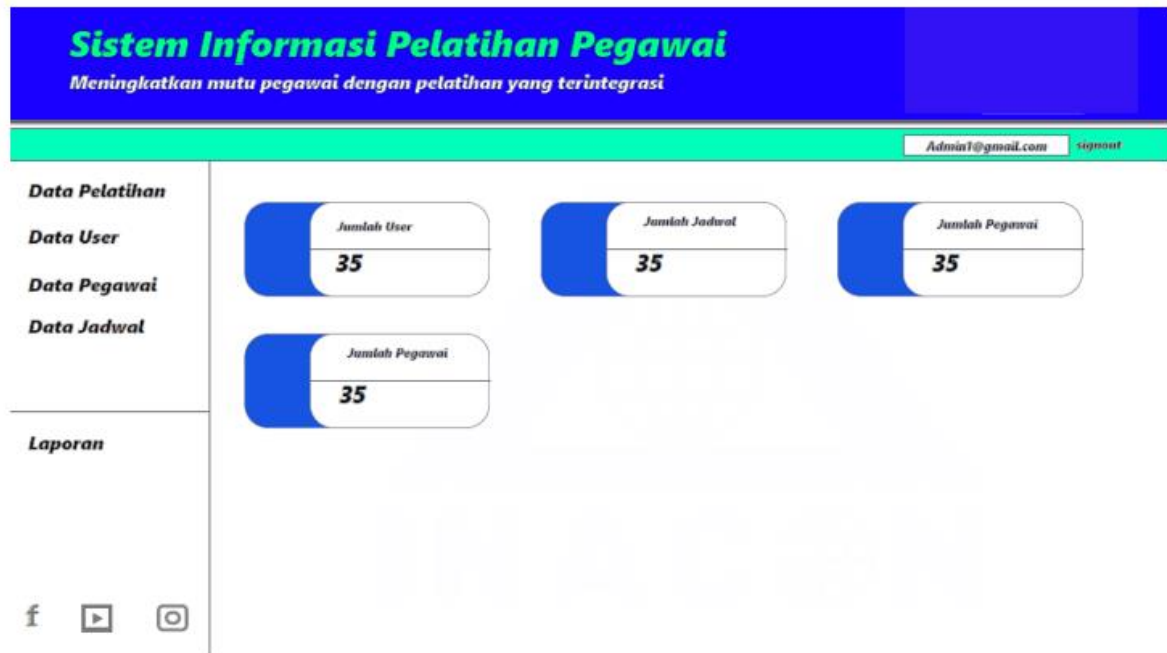 Sistem Informasi Pelatihan Pegawai
Meningkatkan mutu pegawai dengan pelatihan yang terintegrasi
Admin1@gmail.com signout
Data Pelatihan
Data User
Data Pegawai
Data Jadwal
Laporan
Jumlah User
35
Jumlah Jadwal
35
Jumlah Pegawai
35
Jumlah Pegawai
35